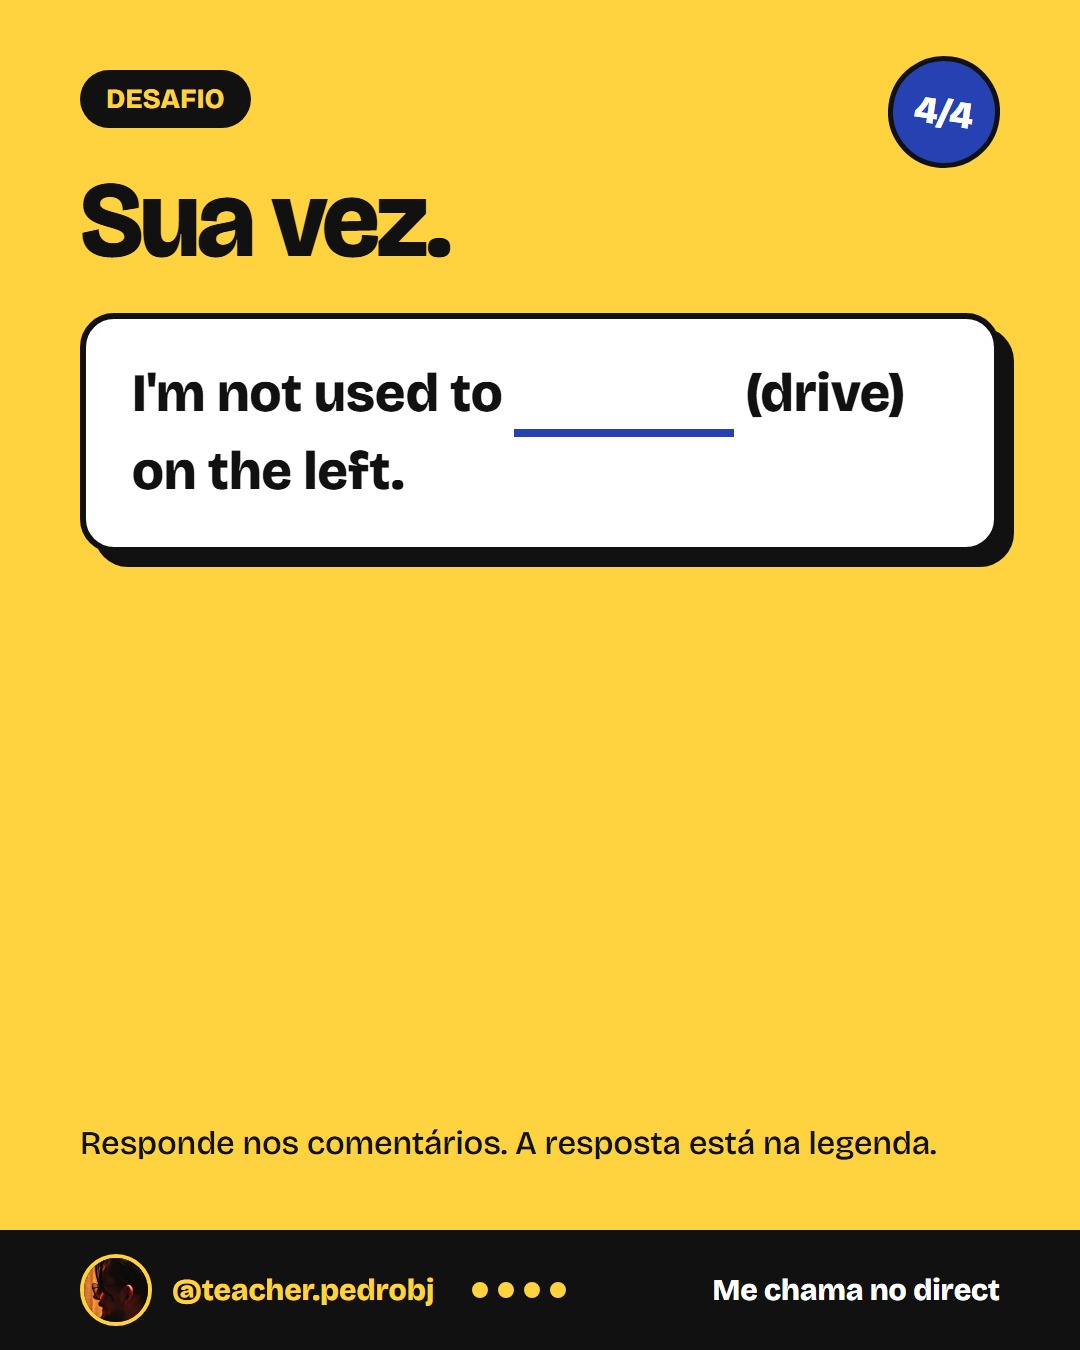 DESAFIO
4/4
Sua vez.
I'm not used to ________ (drive)
on the left.
Responde nos comentários. A resposta está na legenda.
@teacher.pedrobj
Me chama no direct